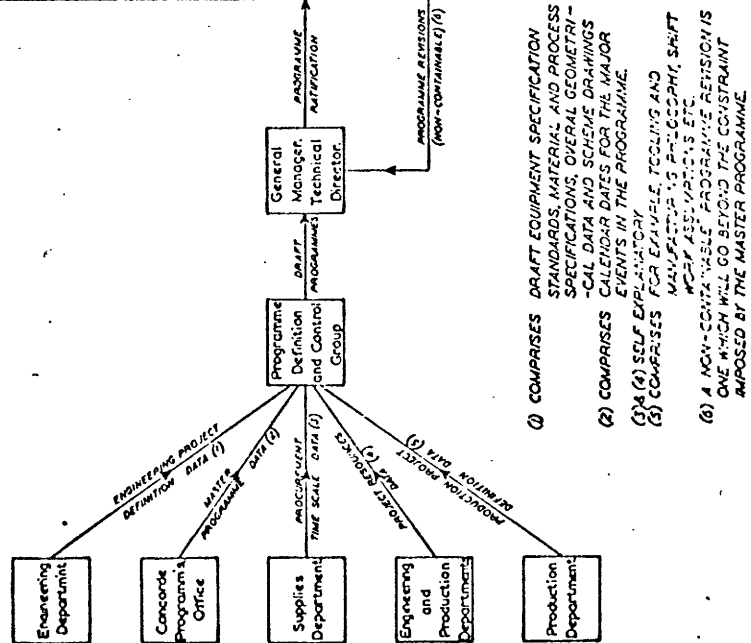 Engineering
Department
ENGINEERING PROJECT
DEFINITION DATA (1)
Concorde
Programm's
Office
MASTER
PROGRAMME DATA (2)
Supplies
Department
PROCUREMENT
TIME SCALE DATA (3)
Engineering
and
Production
Departments
PROJECT RESOURCES
DATA (4)
Production
Department
PRODUCTION PROJECT
DEFINITION DATA (5)
Programme
Definition
and Control
Group
DRAFT
PROGRAMMES
General
Manager.
Technical
Director.
PROGRAMME
RATIFICATION
PROGRAMME REVISIONS
(NON-CONTAINABLE) (6)
(1) COMPRISES DRAFT EQUIPMENT SPECIFICATION
STANDARDS, MATERIAL AND PROCESS
SPECIFICATIONS, OVERAL GEOMETRI-
-CAL DATA AND SCHEME DRAWINGS
(2) COMPRISES CALENDAR DATES FOR THE MAJOR
EVENTS IN THE PROGRAMME.
(3)& (4) SELF EXPLANATORY
(5) COMPRISES FOR EXAMPLE, TOOLING AND
MANUFACTURING PHILOSOPHY, SHIFT
WORK ASSUMPTIONS ETC.
(6) A NON-CONTAINABLE PROGRAMME REVISION IS
ONE WHICH WILL GO BEYOND THE CONSTRAINT
IMPOSED BY THE MASTER PROGRAMME.